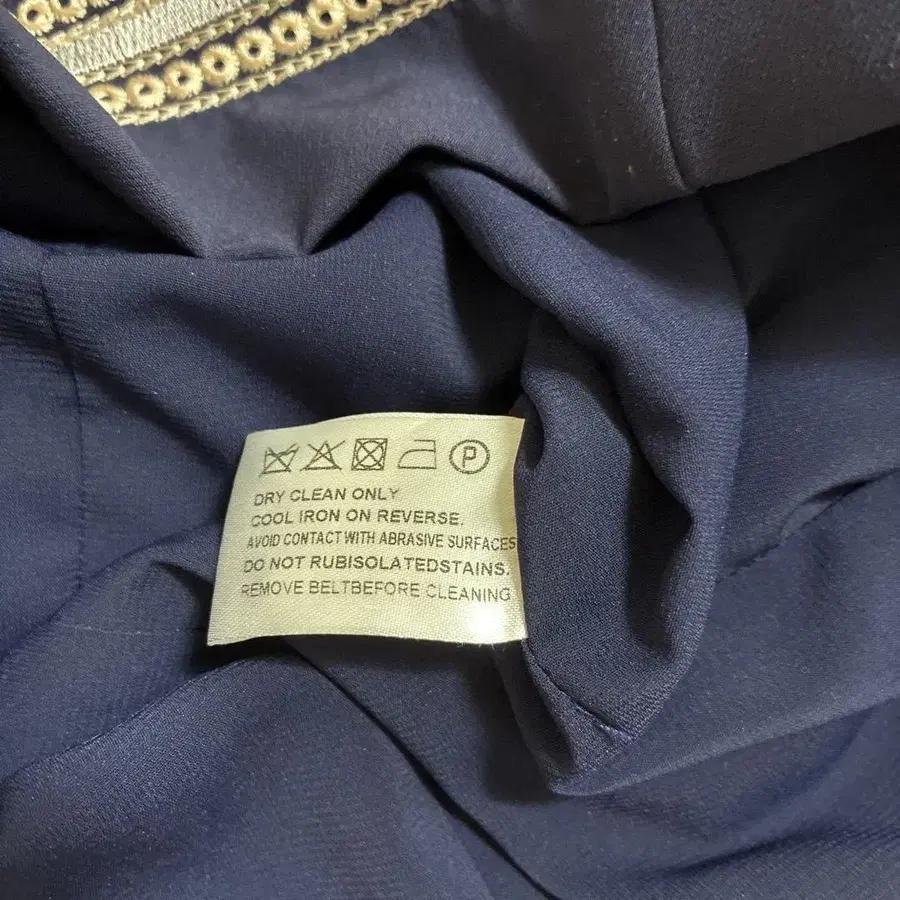 P
DRY CLEAN ONLY
COOL IRON ON REVERSE.
AVOID CONTACT WITH ABRASIVE SURFACES
DO NOT RUBISOLATEDSTAINS.
REMOVE BELTBEFORE CLEANING